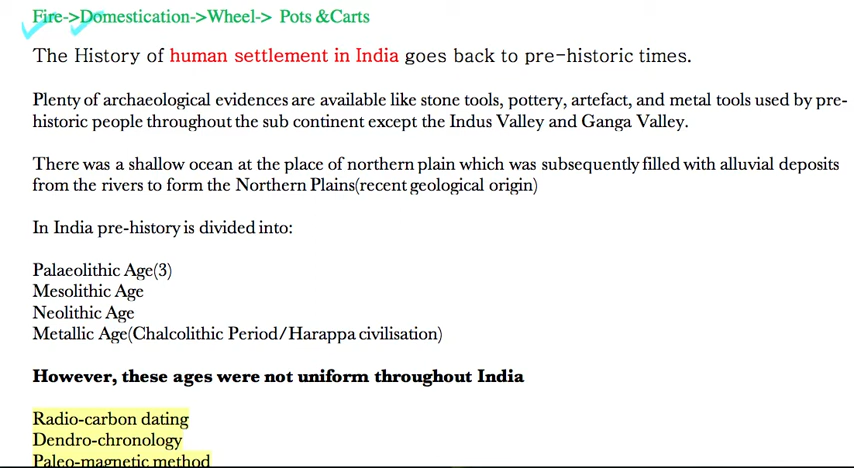 Fire->Domestication->Wheel-> Pots &Carts
The History of human settlement in India goes back to pre-historic times.
Plenty of archaeological evidences are available like stone tools, pottery, artefact, and metal tools used by pre-
historic people throughout the sub continent except the Indus Valley and Ganga Valley.
There was a shallow ocean at the place of northern plain which was subsequently filled with alluvial deposits
from the rivers to form the Northern Plains(recent geological origin)
In India pre-history is divided into:
Palaeolithic Age(3)
Mesolithic Age
Neolithic Age
Metallic Age(Chalcolithic Period/Harappa civilisation)
However, these ages were not uniform throughout India
Radio-carbon dating
Dendro-chronology
Paleo-magnetic method